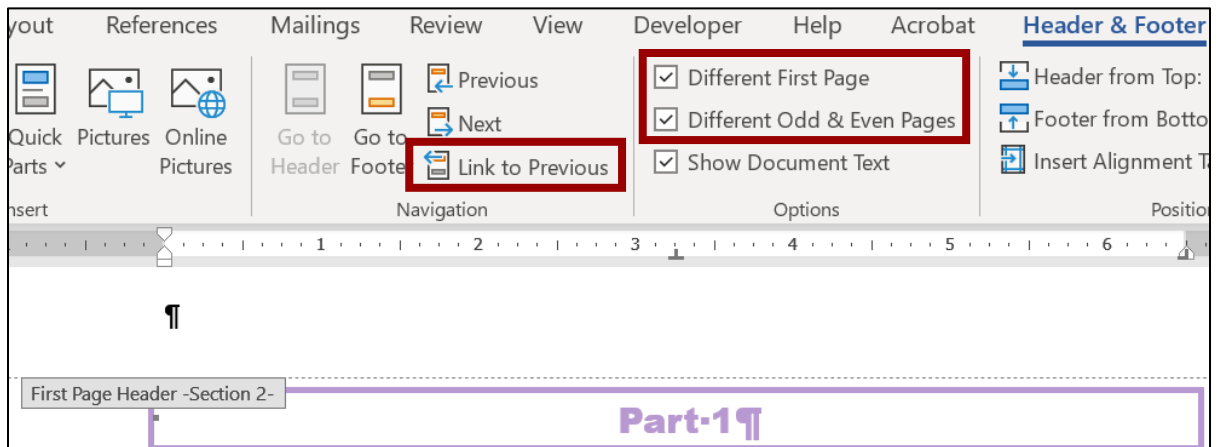 yout References Mailings Review View Developer Help Acrobat Header & Footer
Previous Different First Page Header from Top:
Next Different Odd & Even Pages Footer from Botto
Quick Pictures Online Go to Go to
Parts Pictures Header Foote Link to Previous Show Document Text Insert Alignment Ta
nsert Navigation Options Position
1 2 3 4 5 6
¶
First Page Header -Section 2-
Part·1¶